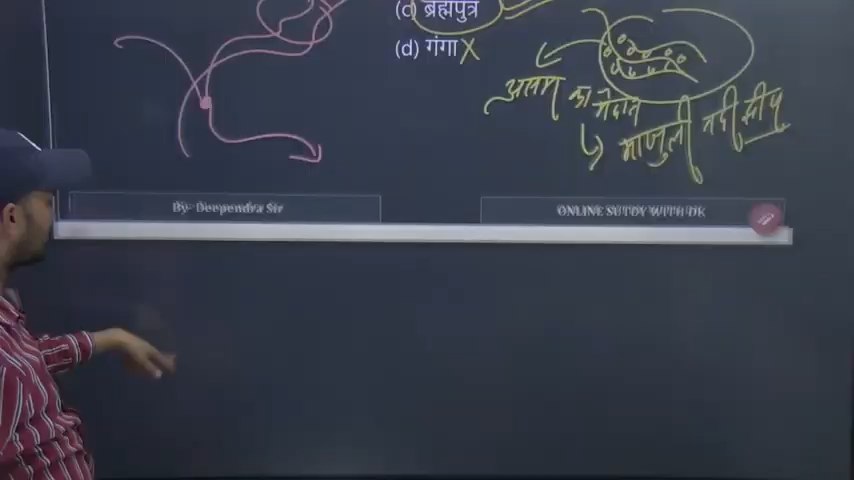 (c) ब्रह्मपुत्र
(d) गंगा X
असम का मैदान
माजुली नदी द्वीप
By- Deependra Sir
ONLINE SUTDY WITH DK